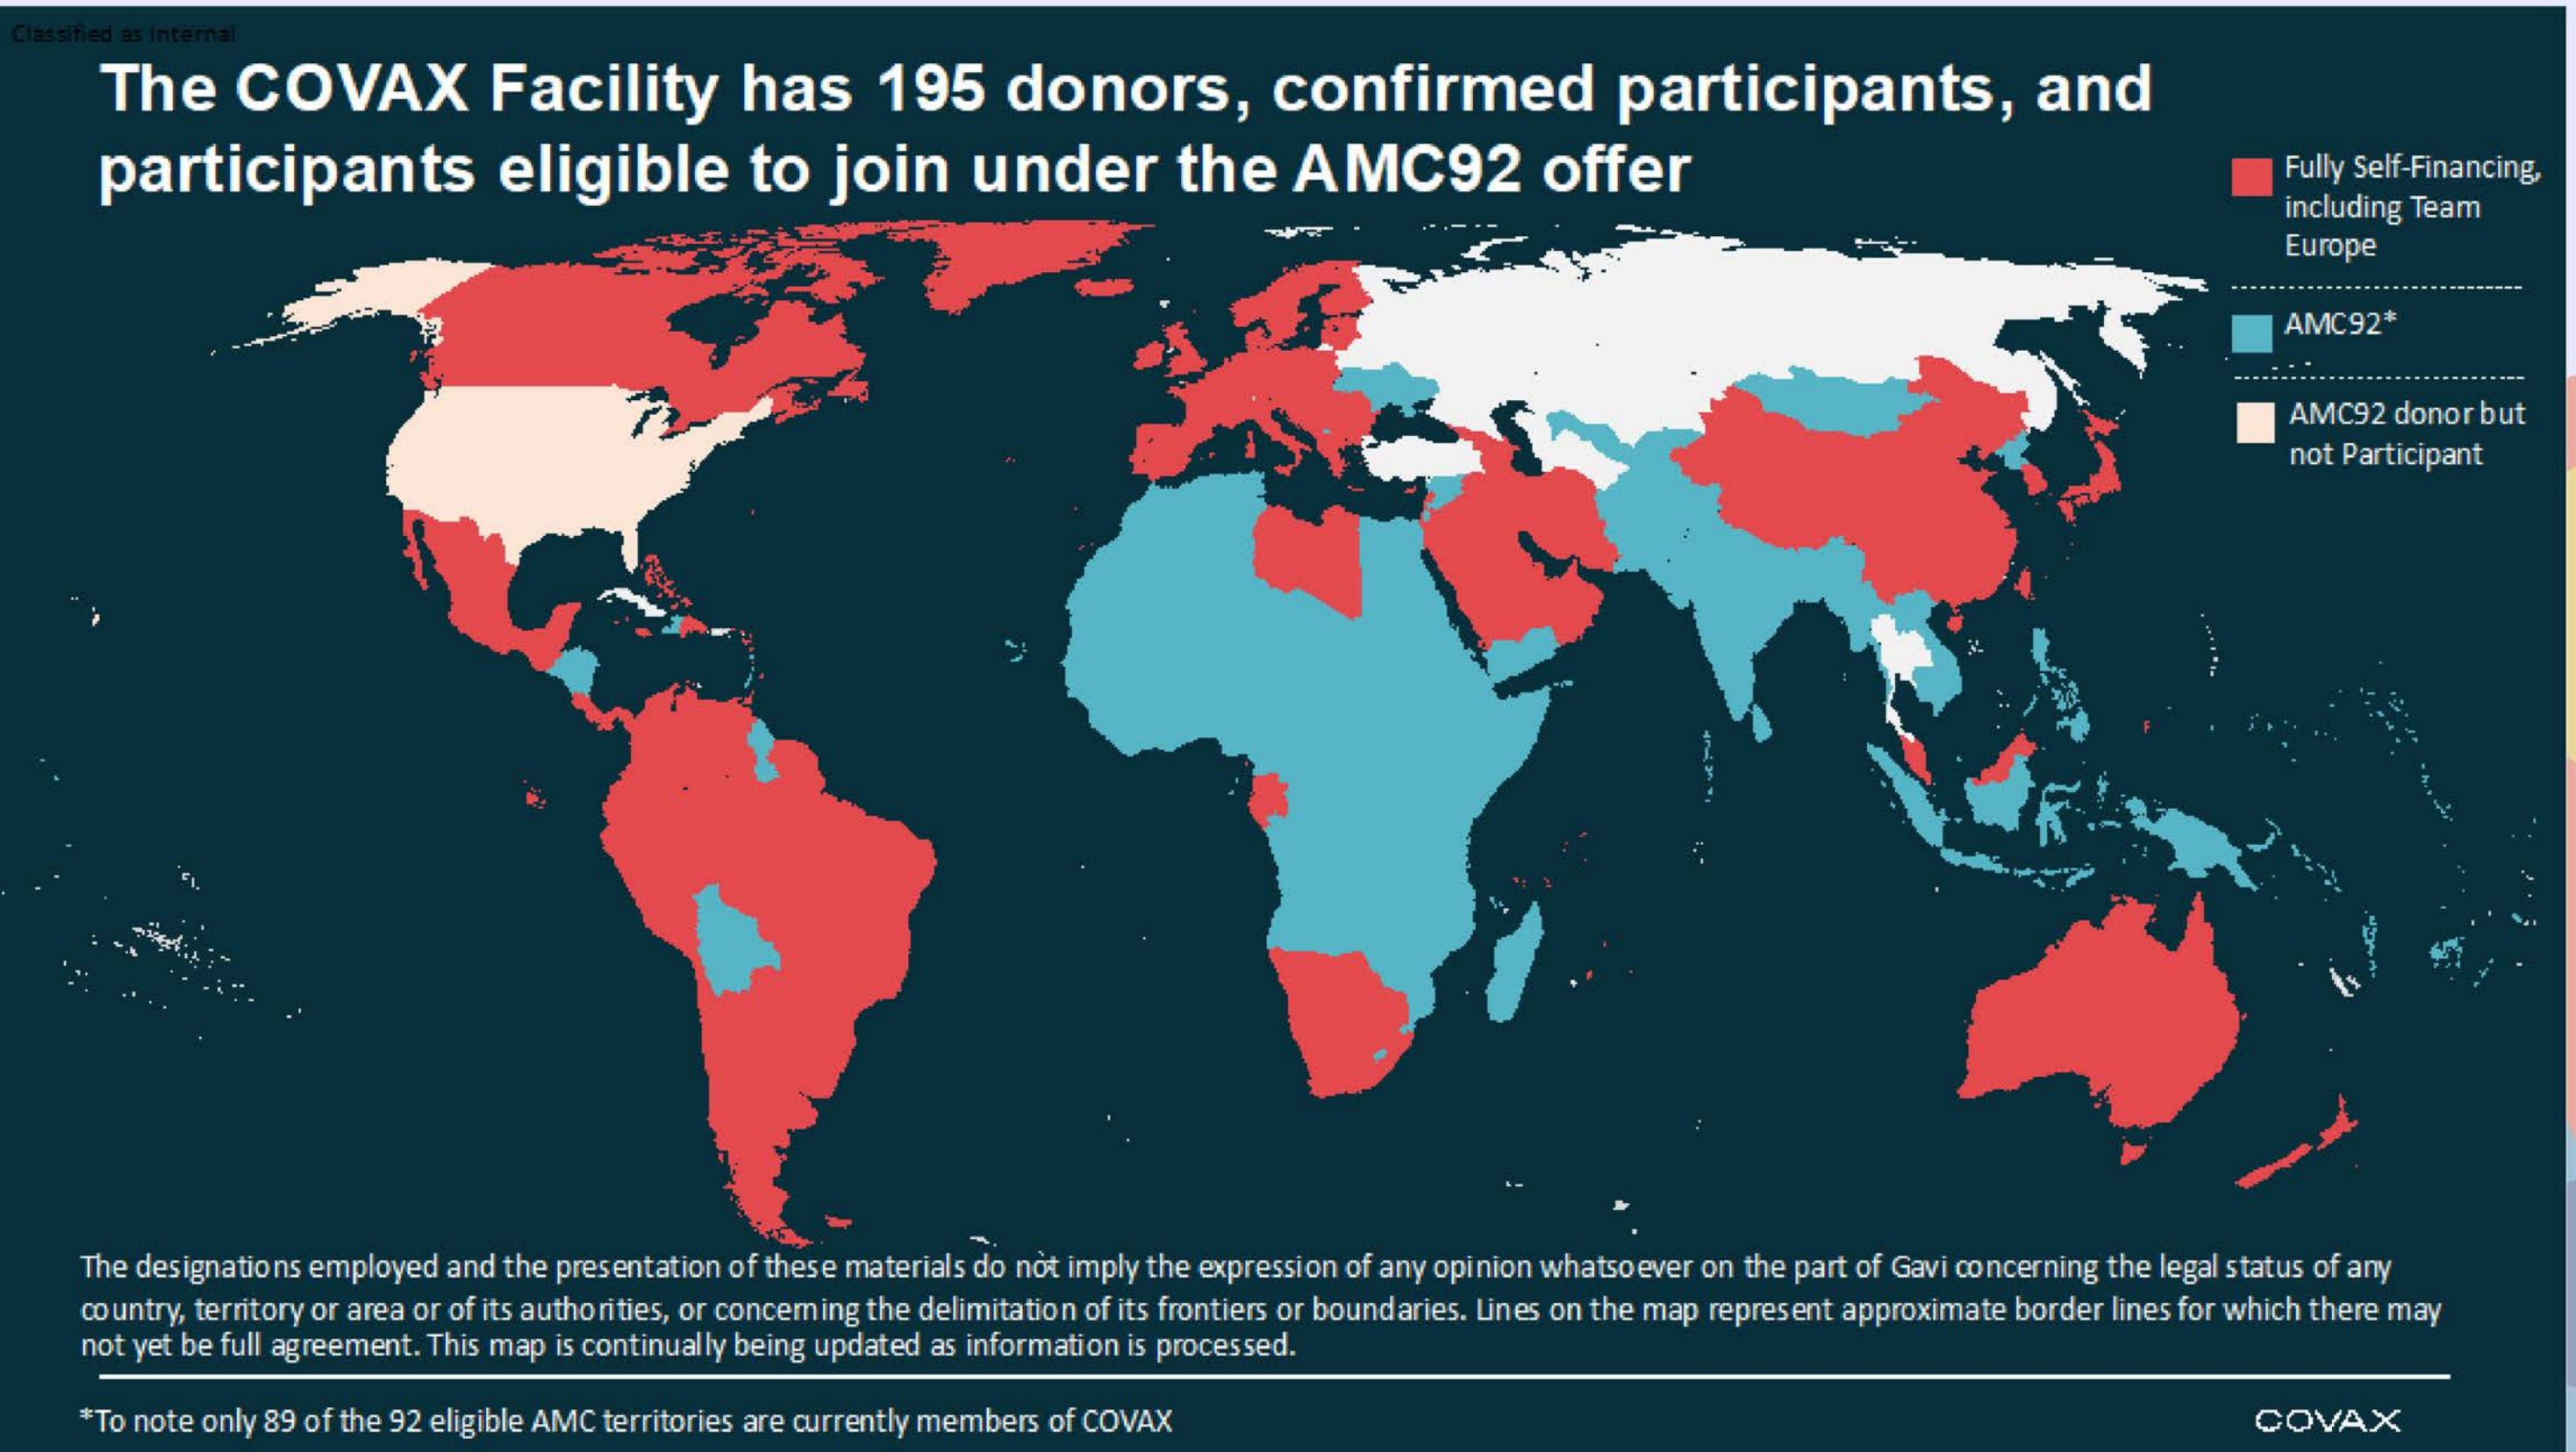 Classified as Internal
The COVAX Facility has 195 donors, confirmed participants, and
participants eligible to join under the AMC92 offer
Fully Self-Financing,
including Team
Europe
AMC92*
AMC92 donor but
not Participant
The designations employed and the presentation of these materials do not imply the expression of any opinion whatsoever on the part of Gavi concerning the legal status of any
country, territory or area or of its authorities, or concerning the delimitation of its frontiers or boundaries. Lines on the map represent approximate border lines for which there may
not yet be full agreement. This map is continually being updated as information is processed.
*To note only 89 of the 92 eligible AMC territories are currently members of COVAX
COVAX